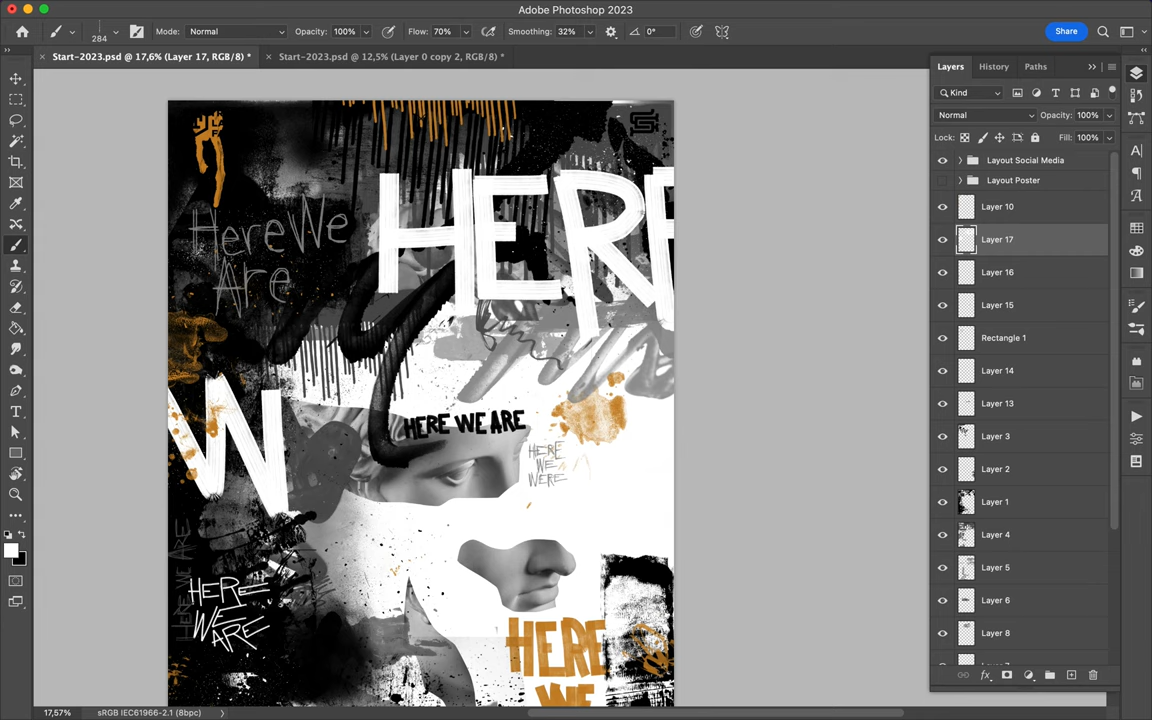 Adobe Photoshop 2023
284
Mode: Normal
Opacity: 100%
Flow: 70%
Smoothing: 32%
0°
Share
Start-2023.psd @ 17,6% (Layer 17, RGB/8) *
Start-2023.psd @ 12,5% (Layer 0 copy 2, RGB/8) *
Layers
History
Paths
Kind
Normal
Opacity: 100%
Lock:
Fill: 100%
Layout Social Media
Layout Poster
Layer 10
Layer 17
Layer 16
Layer 15
Rectangle 1
Layer 14
Layer 13
Layer 3
Layer 2
Layer 1
Layer 4
Layer 5
Layer 6
Layer 8
HERE
HereWe
Are
W
HERE WE ARE
HERE
WE
WERE
HERE WE ARE
HERE
WE
ARE
HERE
WE
17,57%
sRGB IEC61966-2.1 (8bpc)